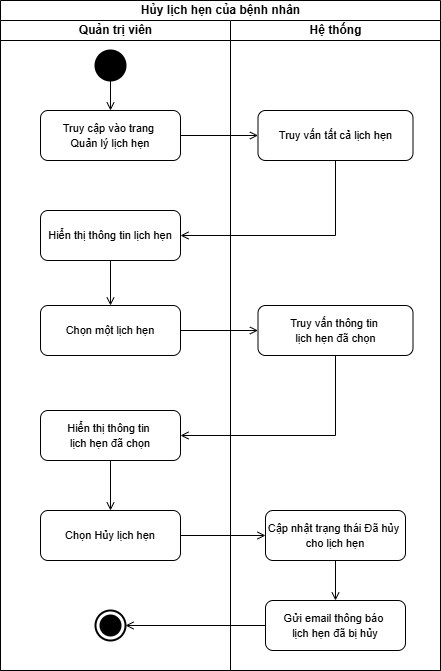 Hủy lịch hẹn của bệnh nhân
Quản trị viên
Hệ thống
Truy cập vào trang
Quản lý lịch hẹn
Truy vấn tất cả lịch hẹn
Hiển thị thông tin lịch hẹn
Chọn một lịch hẹn
Truy vấn thông tin
lịch hẹn đã chọn
Hiển thị thông tin
lịch hẹn đã chọn
Chọn Hủy lịch hẹn
Cập nhật trạng thái Đã hủy
cho lịch hẹn
Gửi email thông báo
lịch hẹn đã bị hủy